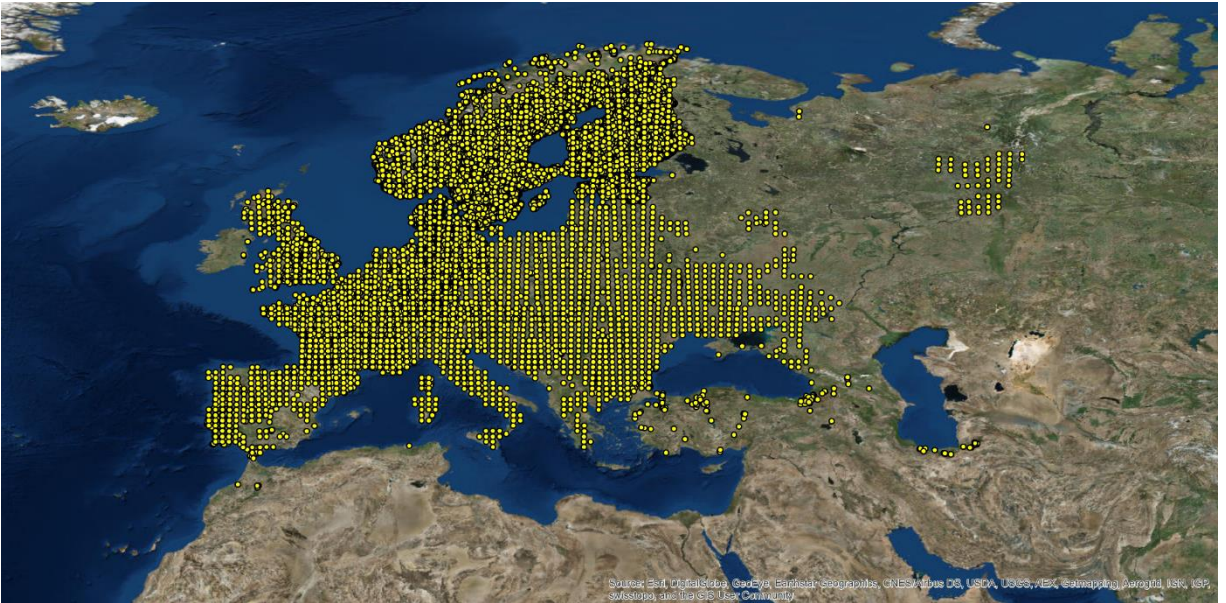 Source: Esri, DigitalGlobe, GeoEye, Earthstar Geographics, CNES/Airbus DS, USDA, USGS, AEX, Getmapping, Aerogrid, IGN, IGP,
swisstopo, and the GIS User Community